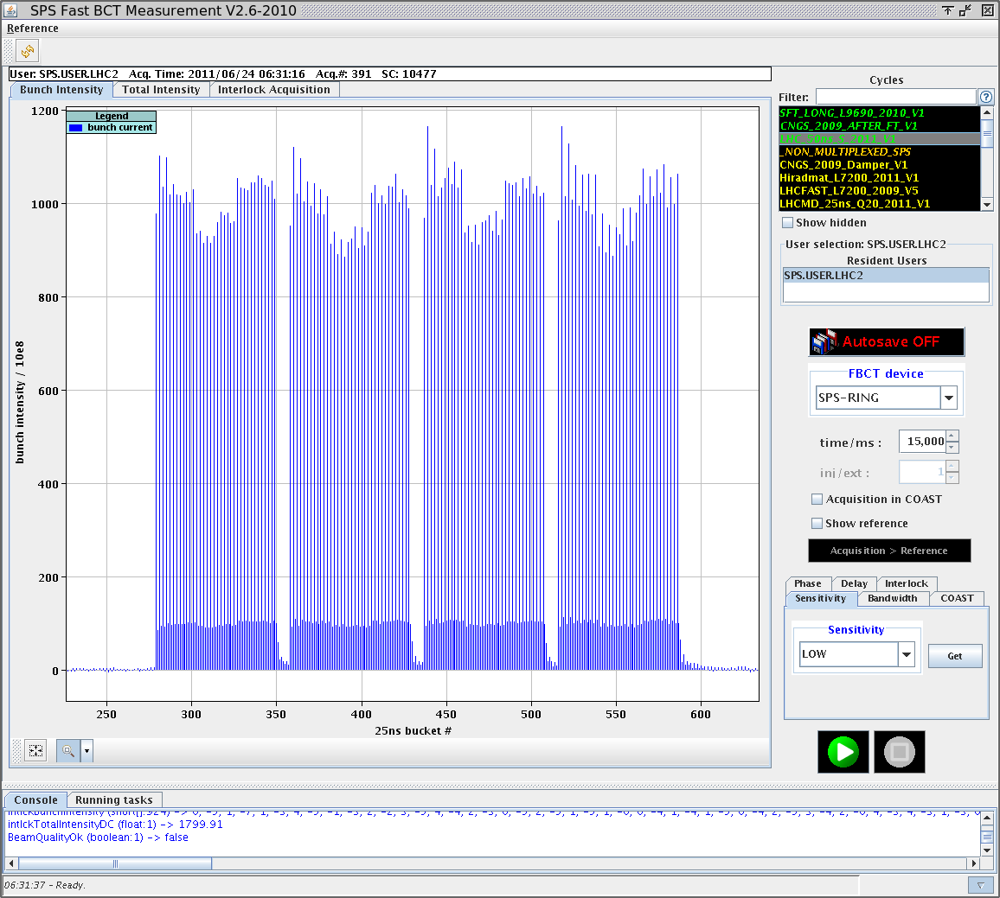 SPS Fast BCT Measurement V2.6-2010
Reference
User: SPS.USER.LHC2 Acq. Time: 2011/06/24 06:31:16 Acq.#: 391 SC: 10477
Bunch Intensity Total Intensity Interlock Acquisition
Legend
bunch current
1200
1000
800
600
400
200
0
bunch intensity / 10e8
250 300 350 400 450 500 550 600
25ns bucket #
Cycles
Filter:
?
SFT_LONG_L9690_2010_V1
CNGS_2009_AFTER_FT_V1
LHC_50ns_S_2011_V1
_NON_MULTIPLEXED_SPS
CNGS_2009_Damper_V1
Hiradmat_L7200_2011_V1
LHCFAST_L7200_2009_V5
LHCMD_25ns_Q20_2011_V1
Show hidden
User selection: SPS.USER.LHC2
Resident Users
SPS.USER.LHC2
Autosave OFF
FBCT device
SPS-RING
time/ms : 15,000
inj/ext : 1
Acquisition in COAST
Show reference
Acquisition > Reference
Phase Delay Interlock
Sensitivity Bandwidth COAST
Sensitivity
LOW
Get
Console Running tasks
intlckTotalIntensityDC (float:1) -> 1799.91
BeamQualityOk (boolean:1) -> false
06:31:37 - Ready.